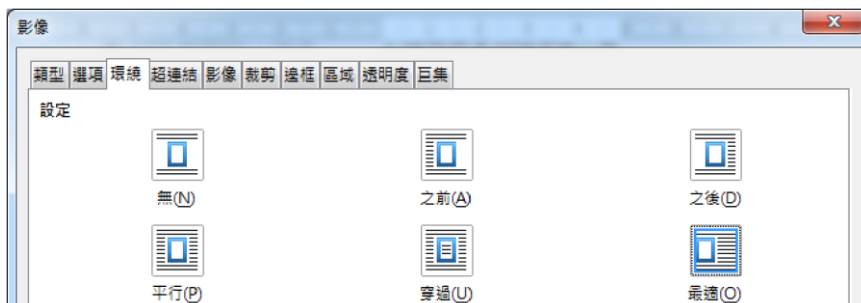 影像
類型 選項 環繞 超連結 影像 裁剪 邊框 區域 透明度 巨集
設定
無(N) 之前(A) 之後(D)
平行(P) 穿過(U) 最適(O)